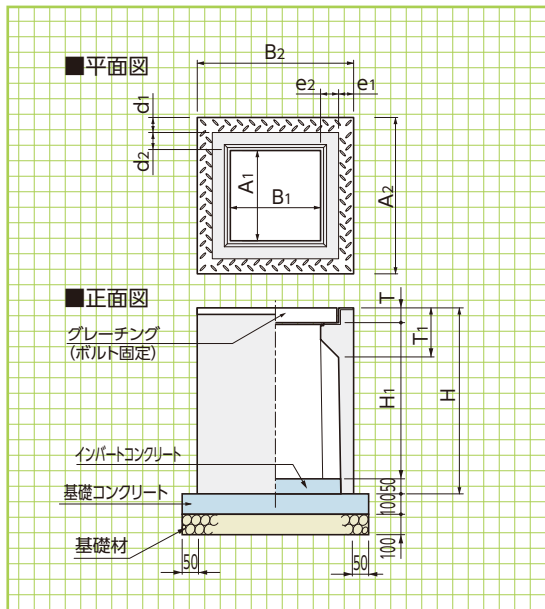 ■平面図
B2
e2
e1
d1
d2
A1
B1
A2
■正面図
グレーチング
(ボルト固定)
T
T1
H1
H
インバートコンクリート
基礎コンクリート
基礎材
50
100
100
50
50